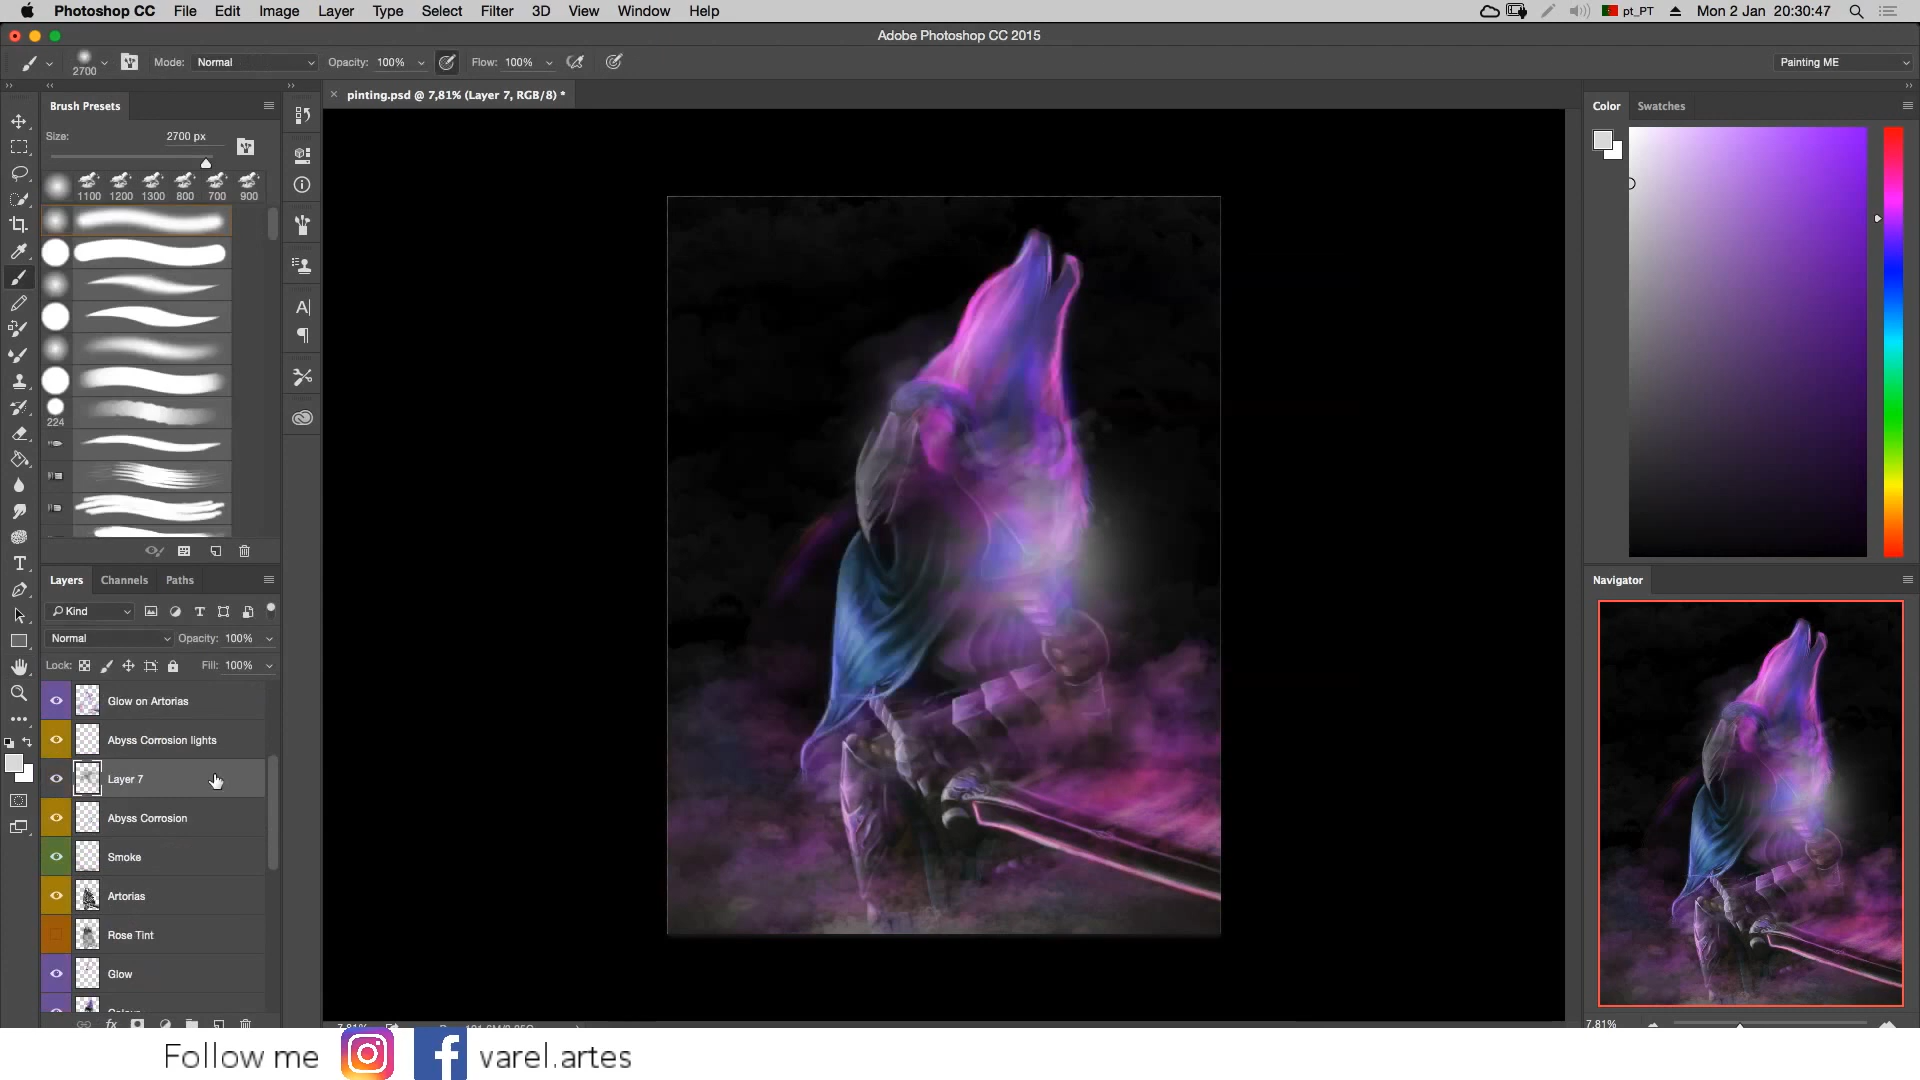 Photoshop CC File Edit Image Layer Type Select Filter 3D View Window Help pt_PT Mon 2 Jan 20:30:47
Adobe Photoshop CC 2015
2700 Mode: Normal Opacity: 100% Flow: 100% Painting ME
pinting.psd @ 7,81% (Layer 7, RGB/8) *
Brush Presets
Size: 2700 px
1100 1200 1300 800 700 900
224
Layers Channels Paths
Kind
Normal Opacity: 100%
Lock: Fill: 100%
Glow on Artorias
Abyss Corrosion lights
Layer 7
Abyss Corrosion
Smoke
Artorias
Rose Tint
Glow
fx
Color Swatches
Navigator
7,81%
7,81%
Follow me varel.artes